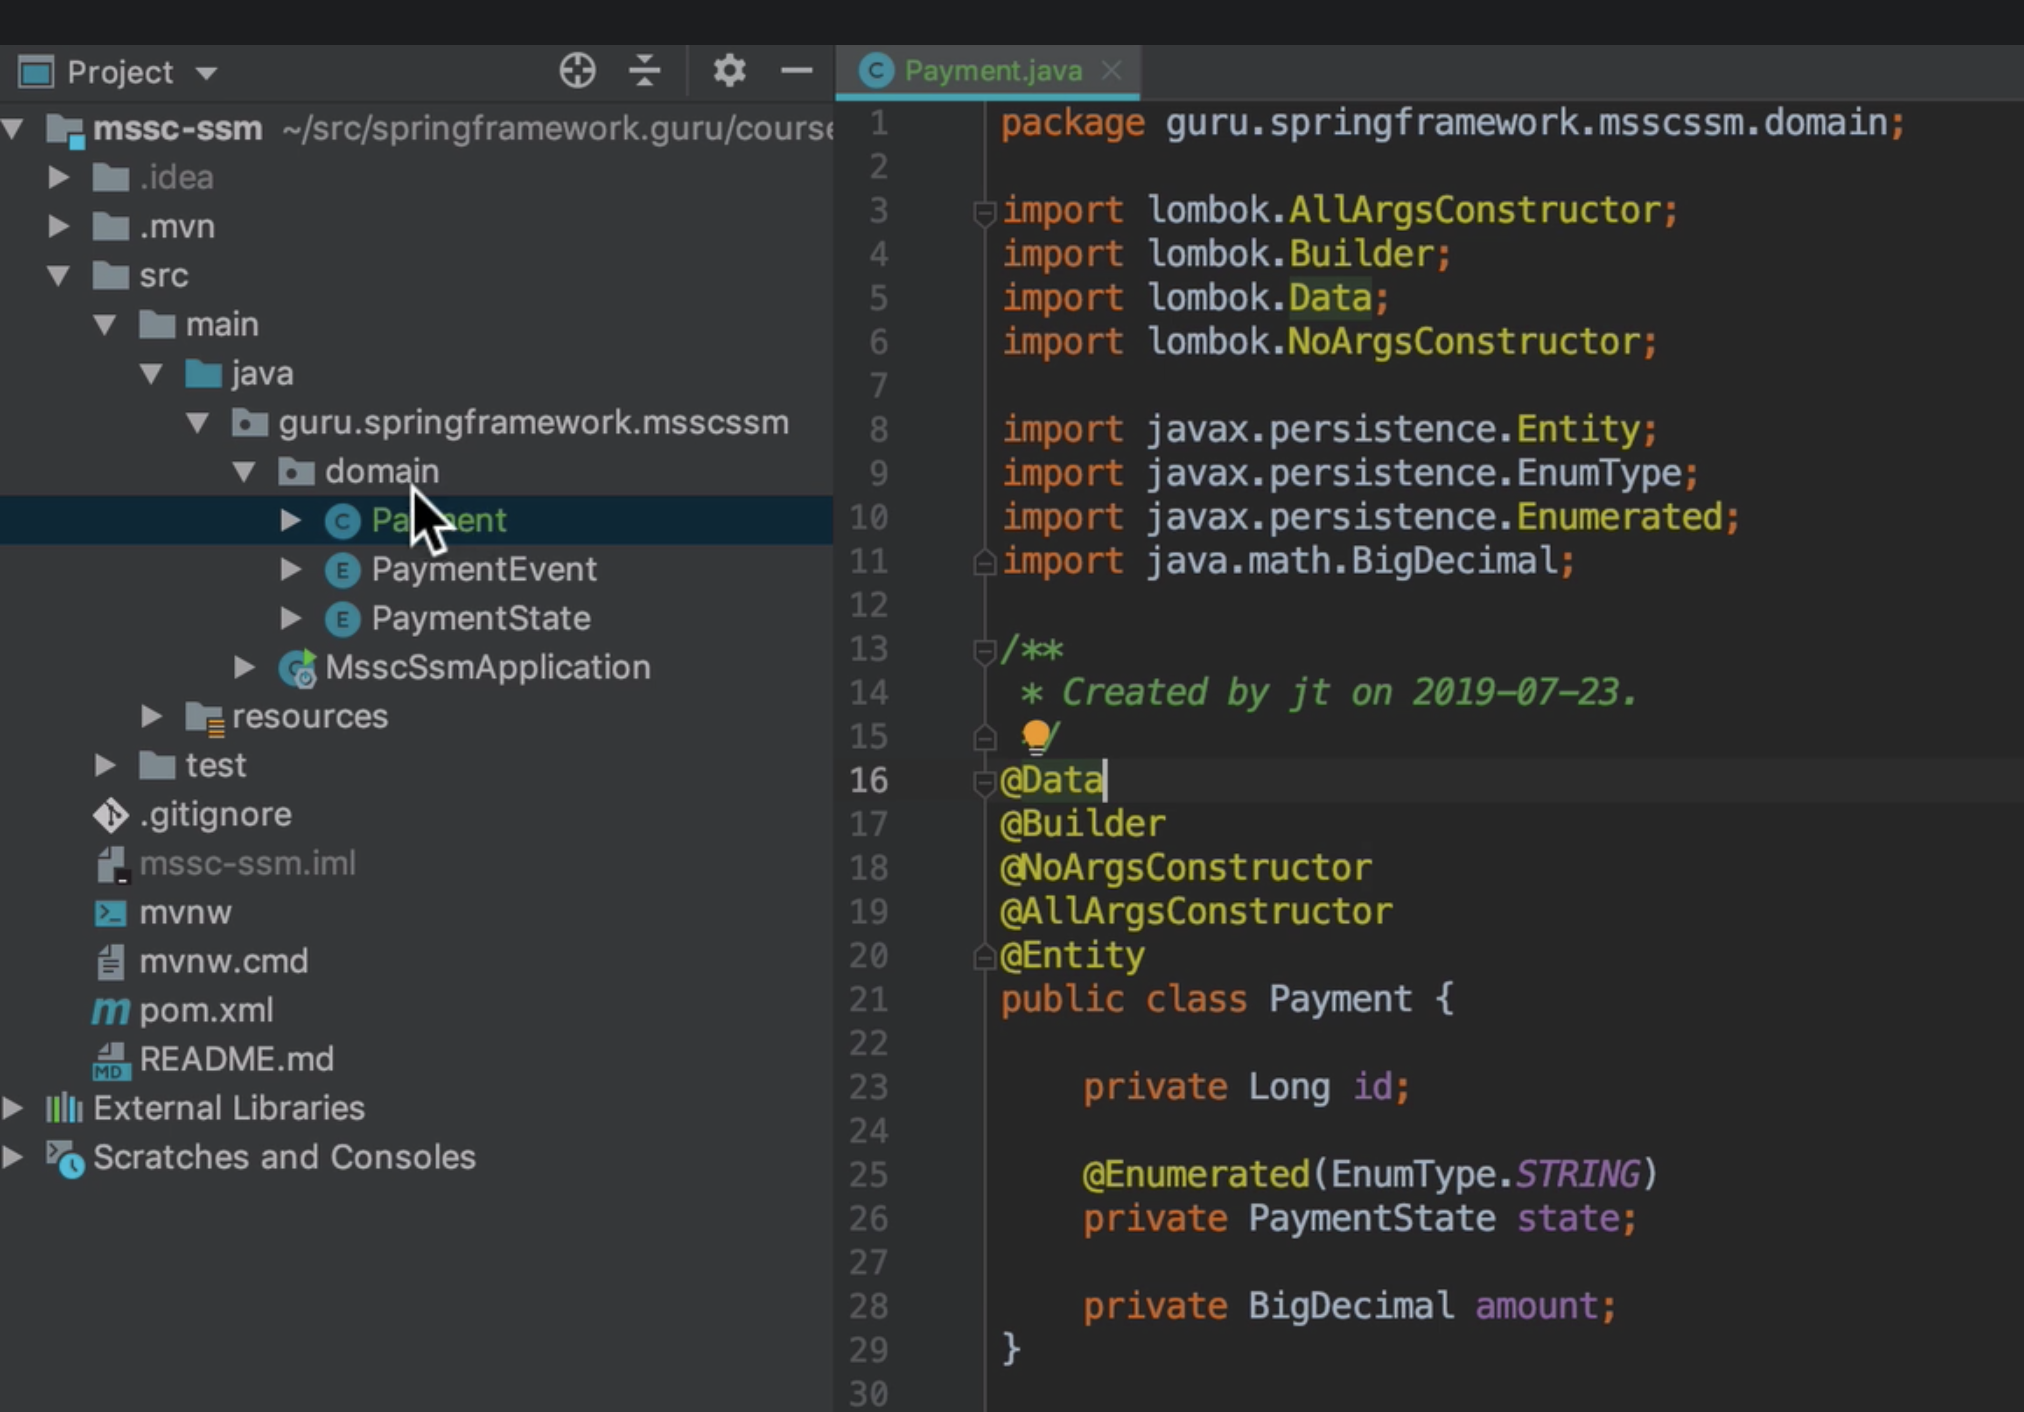 Project
mssc-ssm ~/src/springframework.guru/course
.idea
.mvn
src
main
java
guru.springframework.msscssm
domain
Payment
PaymentEvent
PaymentState
MsscSsmApplication
resources
test
.gitignore
mssc-ssm.iml
mvnw
mvnw.cmd
pom.xml
README.md
External Libraries
Scratches and Consoles
Payment.java
1 package guru.springframework.msscssm.domain;
2
3 import lombok.AllArgsConstructor;
4 import lombok.Builder;
5 import lombok.Data;
6 import lombok.NoArgsConstructor;
7
8 import javax.persistence.Entity;
9 import javax.persistence.EnumType;
10 import javax.persistence.Enumerated;
11 import java.math.BigDecimal;
12
13 /**
14 * Created by jt on 2019-07-23.
15 */
16 @Data
17 @Builder
18 @NoArgsConstructor
19 @AllArgsConstructor
20 @Entity
21 public class Payment {
22
23 private Long id;
24
25 @Enumerated(EnumType.STRING)
26 private PaymentState state;
27
28 private BigDecimal amount;
29 }
30